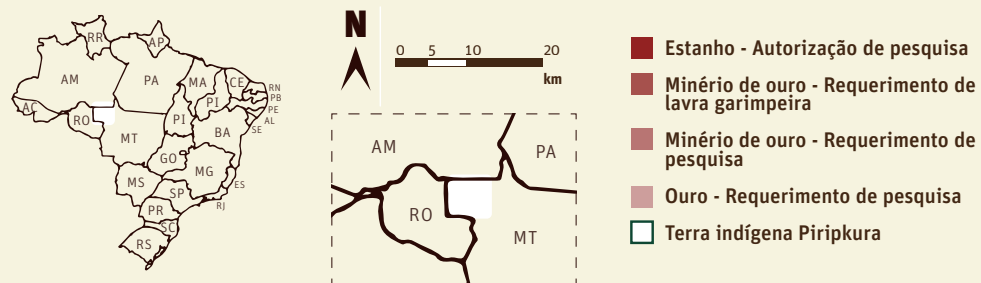 RR
AP
AM
PA
MA
CE
RN
PB
PE
AL
SE
PI
AC
RO
MT
PI
BA
GO
MG
ES
MS
SP
RJ
PR
SC
RS
N
0 5 10 20
km
AM
PA
RO
MT
Estanho - Autorização de pesquisa
Minério de ouro - Requerimento de
lavra garimpeira
Minério de ouro - Requerimento de
pesquisa
Ouro - Requerimento de pesquisa
Terra indígena Piripkura